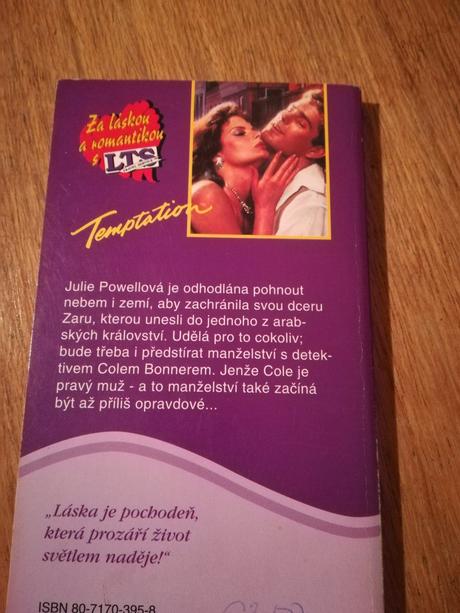 Za láskou
a romantikou
s LTS
Temptation
Julie Powellová je odhodlána pohnout
nebem i zemí, aby zachránila svou dceru
Zaru, kterou unesli do jednoho z arab-
ských království. Udělá pro to cokoliv;
bude třeba i předstírat manželství s detek-
tivem Colem Bonnerem. Jenže Cole je
pravý muž - a to manželství také začíná
být až příliš opravdové...
„Láska je pochodeň,
která prozáří život
světlem naděje!“
ISBN 80-7170-395-8